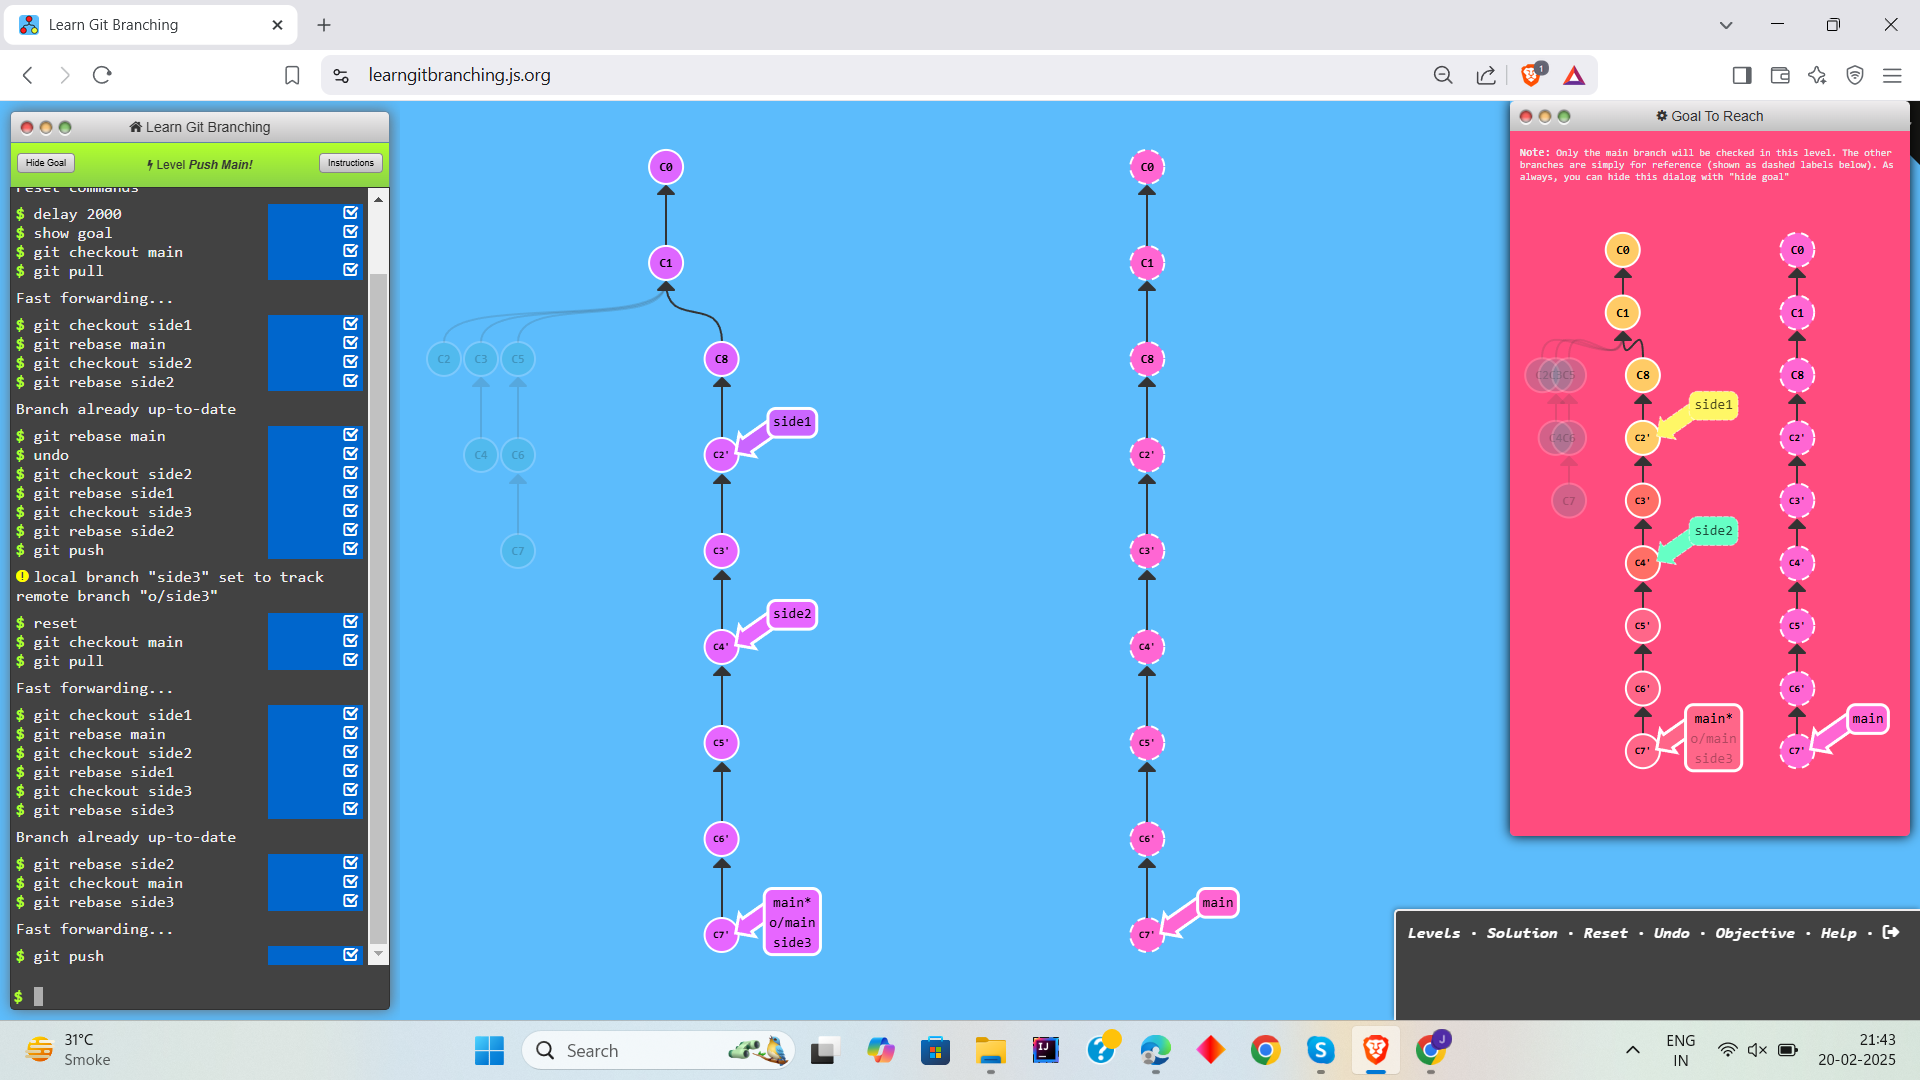 Learn Git Branching
learngitbranching.js.org
1
Learn Git Branching
Hide Goal
Level Push Main!
Instructions
reset commands
$ delay 2000
$ show goal
$ git checkout main
$ git pull
Fast forwarding...
$ git checkout side1
$ git rebase main
$ git checkout side2
$ git rebase side2
Branch already up-to-date
$ git rebase main
$ undo
$ git checkout side2
$ git rebase side1
$ git checkout side3
$ git rebase side2
$ git push
local branch "side3" set to track
remote branch "o/side3"
$ reset
$ git checkout main
$ git pull
Fast forwarding...
$ git checkout side1
$ git rebase main
$ git checkout side2
$ git rebase side1
$ git checkout side3
$ git rebase side3
Branch already up-to-date
$ git rebase side2
$ git checkout main
$ git rebase side3
Fast forwarding...
$ git push
$
C0
C1
C2
C3
C5
C8
side1
C4
C6
C2'
C7
C3'
side2
C4'
C5'
C6'
main*
o/main
side3
C7'
C0
C1
C8
C2'
C3'
C4'
C5'
C6'
main
C7'
Goal To Reach
Note: Only the main branch will be checked in this level. The other
branches are simply for reference (shown as dashed labels below). As
always, you can hide this dialog with "hide goal"
C0
C1
C2
C3
C5
C8
side1
C4
C6
C2'
C7
C3'
side2
C4'
C5'
C6'
main*
o/main
side3
C7'
C0
C1
C8
C2'
C3'
C4'
C5'
C6'
main
C7'
Levels · Solution · Reset · Undo · Objective · Help ·
31°C
Smoke
Search
IJ
S
J
ENG
IN
21:43
20-02-2025